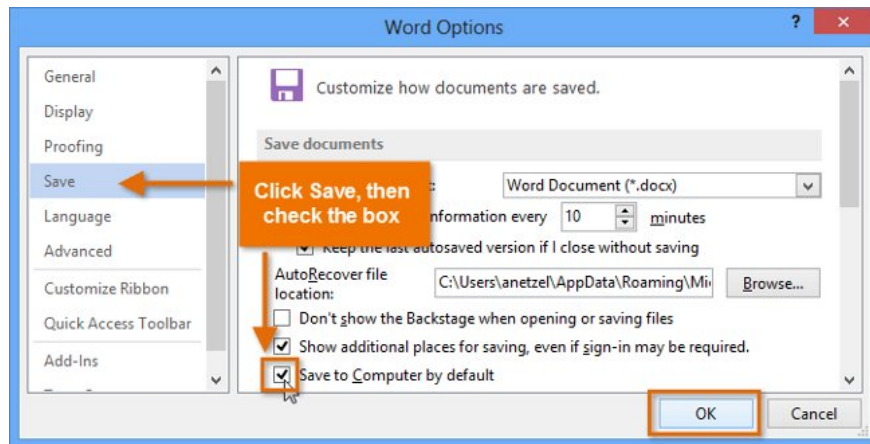 Word Options
?
General
Display
Proofing
Save
Language
Advanced
Customize Ribbon
Quick Access Toolbar
Add-Ins
Customize how documents are saved.
Save documents
Click Save, then
check the box
Word Document (*.docx)
nformation every 10 minutes
Keep the last autosaved version if I close without saving
AutoRecover file
location:
C:\Users\anetzel\AppData\Roaming\Mi
Browse...
Don't show the Backstage when opening or saving files
Show additional places for saving, even if sign-in may be required.
Save to Computer by default
OK
Cancel